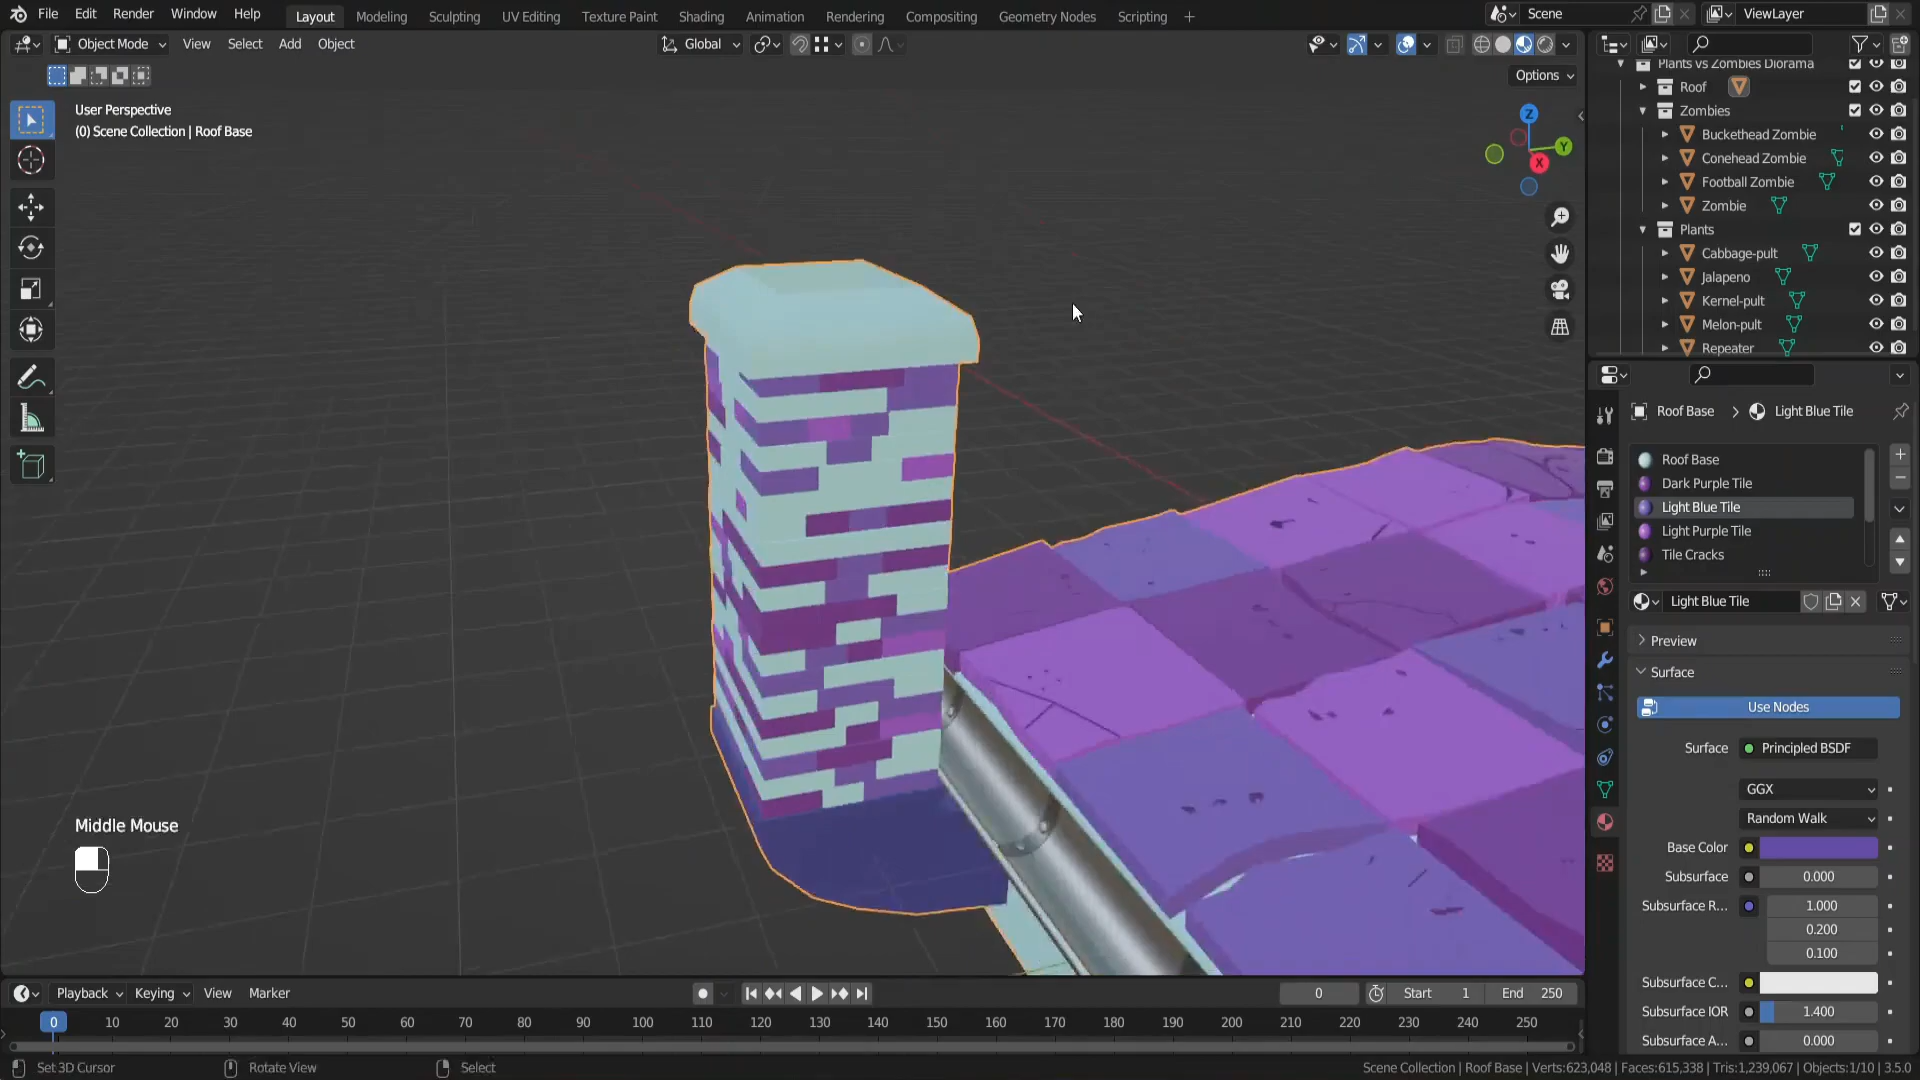 File Edit Render Window Help Layout Modeling Sculpting UV Editing Texture Paint Shading Animation Rendering Compositing Geometry Nodes Scripting + Scene ViewLayer
Object Mode View Select Add Object Global
Options
User Perspective
(0) Scene Collection | Roof Base
Z
Y
X
Middle Mouse
Plants vs Zombies Diorama
Roof
Zombies
Buckethead Zombie
Conehead Zombie
Football Zombie
Zombie
Plants
Cabbage-pult
Jalapeno
Kernel-pult
Melon-pult
Repeater
Roof Base > Light Blue Tile
Roof Base
Dark Purple Tile
Light Blue Tile
Light Purple Tile
Tile Cracks
Light Blue Tile
Preview
Surface
Use Nodes
Surface Principled BSDF
GGX
Random Walk
Base Color
Subsurface 0.000
Subsurface R... 1.000
0.200
0.100
Subsurface C...
Subsurface IOR 1.400
Subsurface A... 0.000
Playback Keying View Marker 0 Start 1 End 250
0 10 20 30 40 50 60 70 80 90 100 110 120 130 140 150 160 170 180 190 200 210 220 230 240 250
Set 3D Cursor Rotate View Select Scene Collection | Roof Base | Verts:623,048 | Faces:615,338 | Tris:1,239,067 | Objects:1/10 | 3.5.0